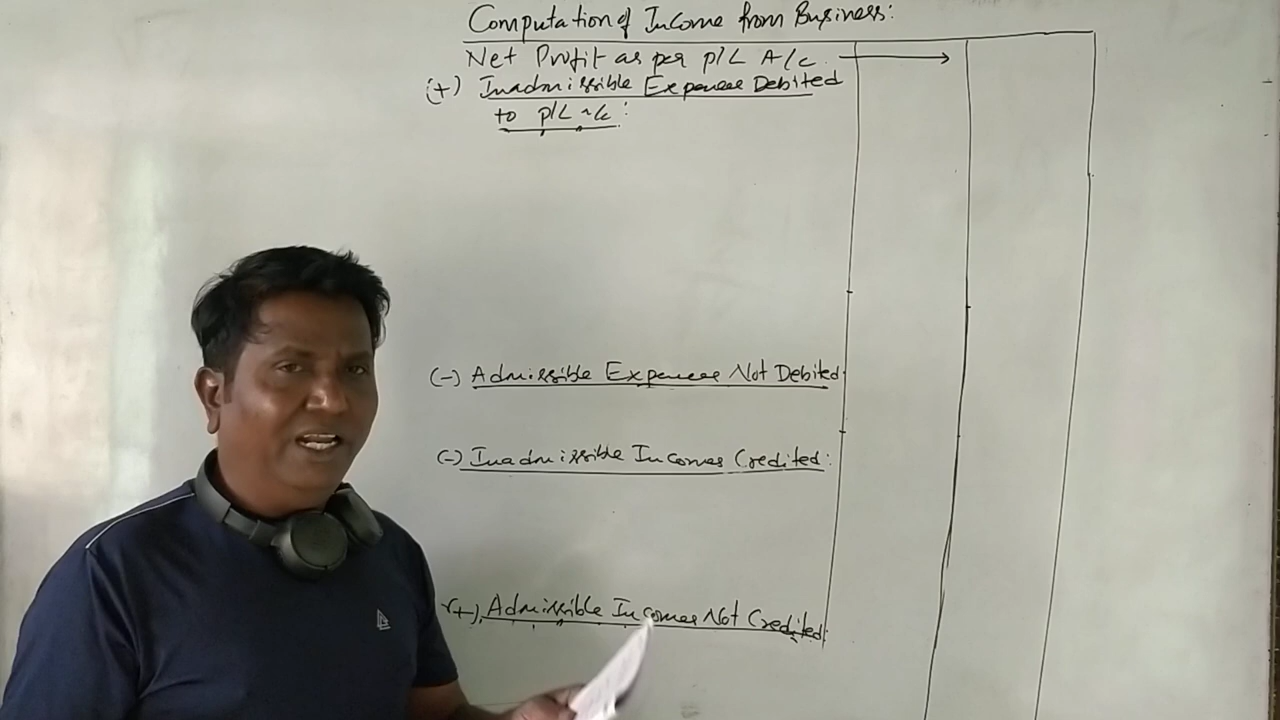 Computation of Income from Business:
Net Profit as per P/L A/c
(+) Inadmissible Expenses Debited
to P/L A/c:
(-) Admissible Expenses Not Debited:
(-) Inadmissible Incomes Credited:
(+) Admissible Incomes Not Credited: